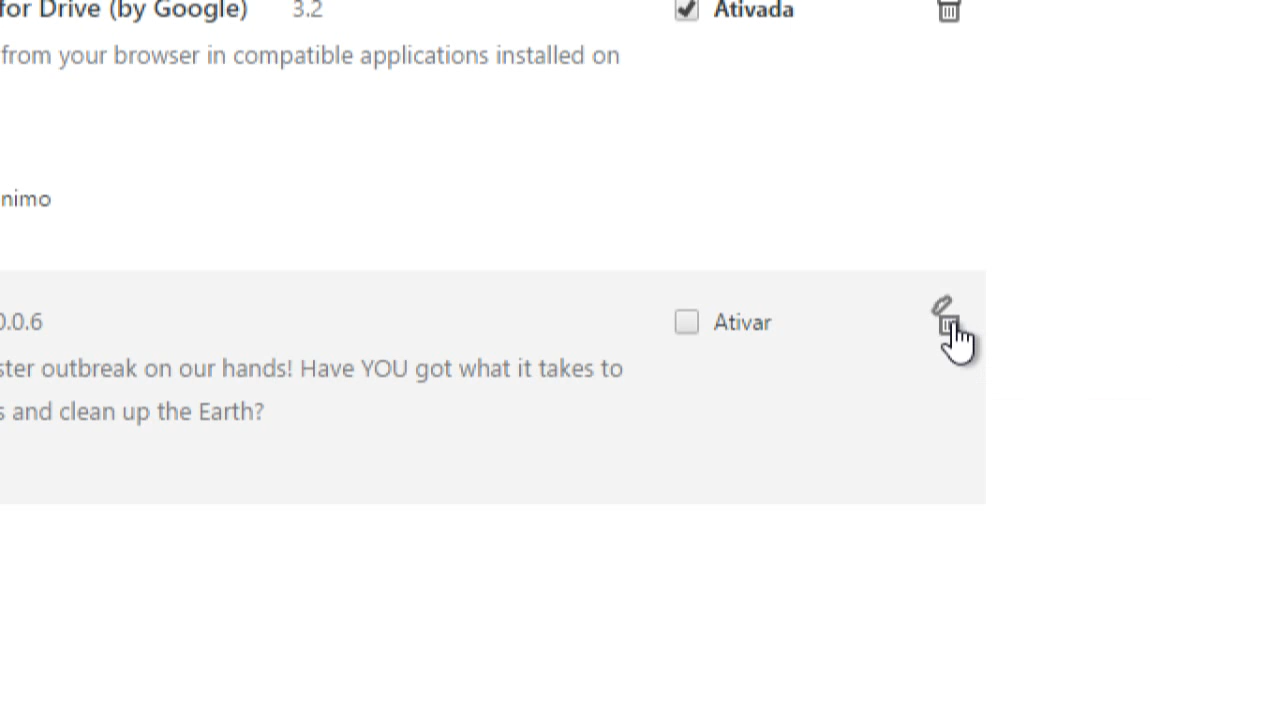 for Drive (by Google) 3.2 Ativada
from your browser in compatible applications installed on
nimo
0.0.6 Ativar
ster outbreak on our hands! Have YOU got what it takes to
s and clean up the Earth?